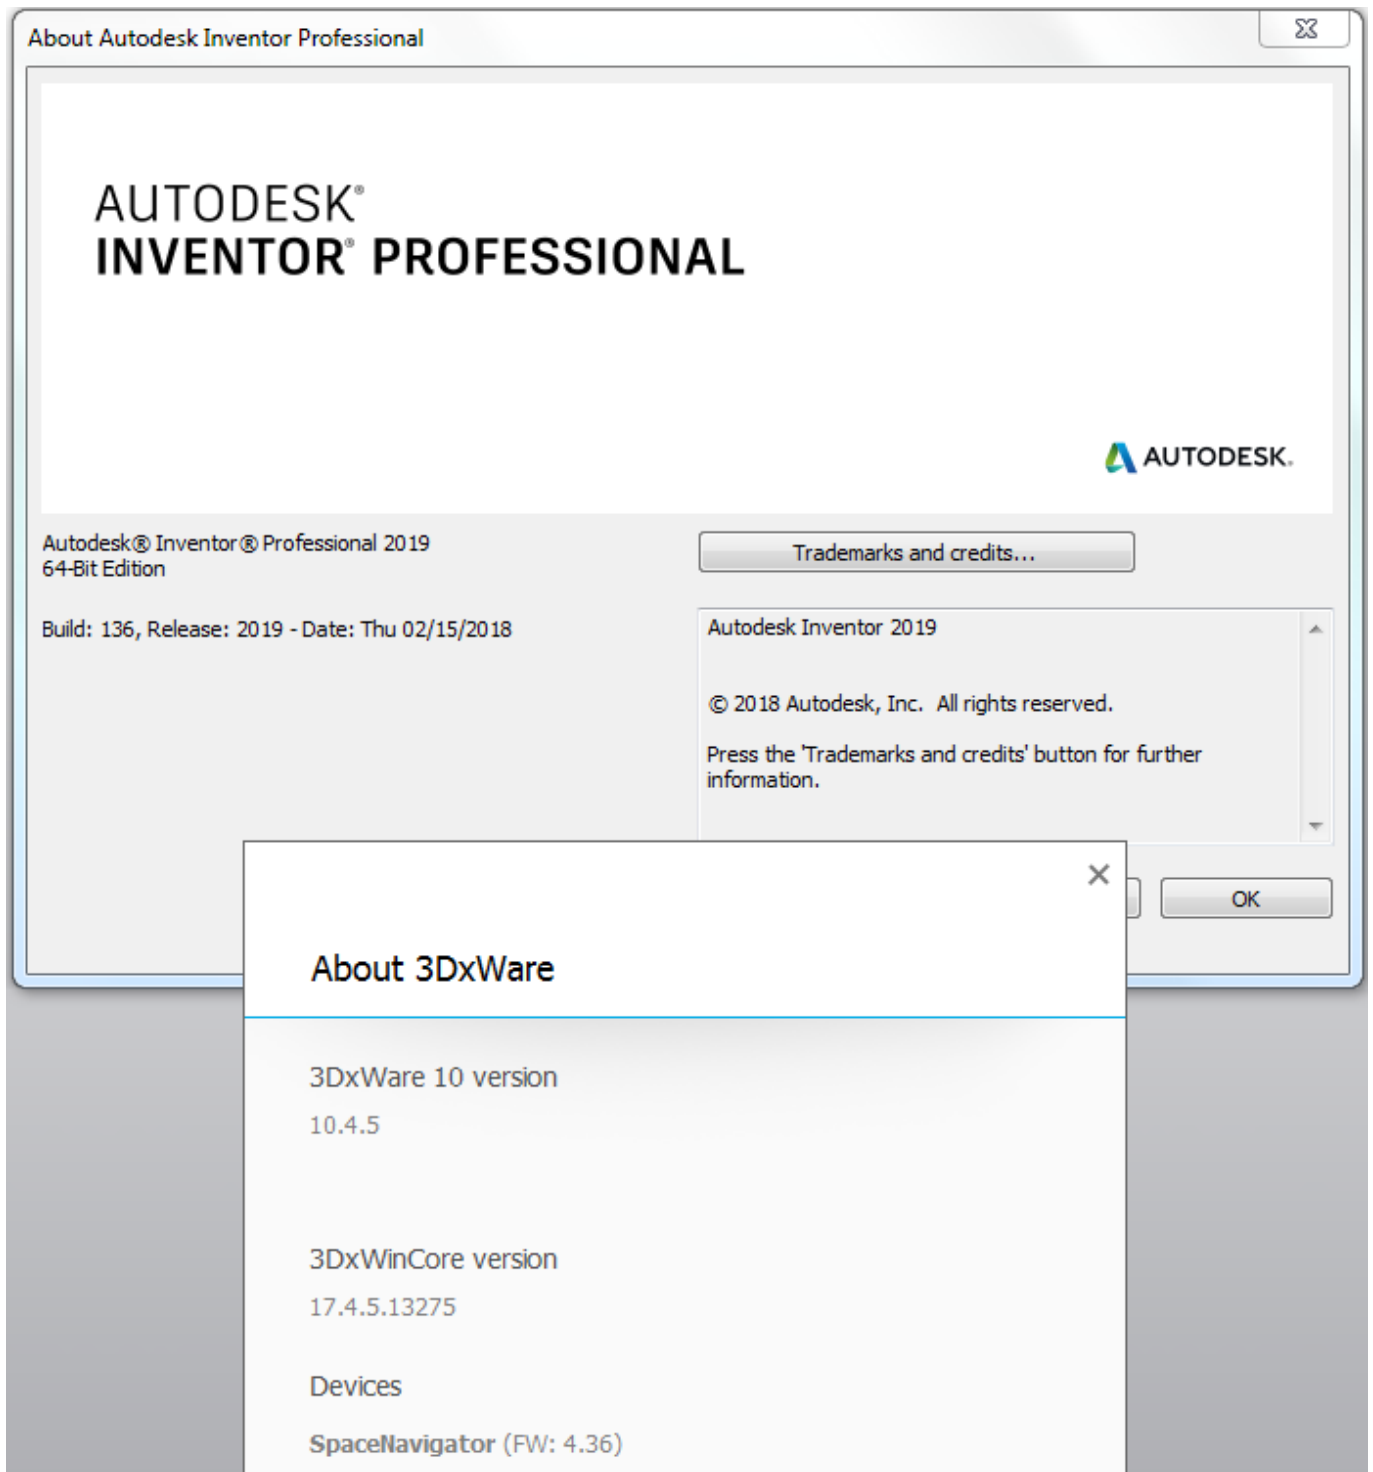 About Autodesk Inventor Professional
AUTODESK®
INVENTOR® PROFESSIONAL
AUTODESK.
Autodesk® Inventor® Professional 2019
64-Bit Edition
Trademarks and credits...
Build: 136, Release: 2019 - Date: Thu 02/15/2018
Autodesk Inventor 2019
© 2018 Autodesk, Inc.  All rights reserved.
Press the 'Trademarks and credits' button for further
information.
OK
About 3DxWare
3DxWare 10 version
10.4.5
3DxWinCore version
17.4.5.13275
Devices
SpaceNavigator (FW: 4.36)